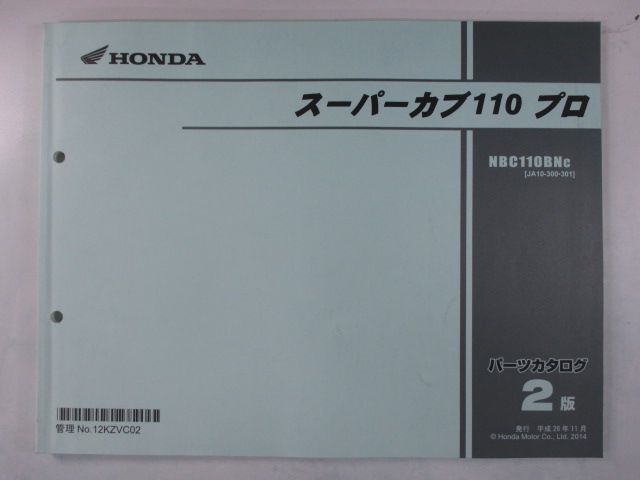 HONDA
スーパーカブ110 プロ
NBC110BNC
[JA10-300・301]
パーツカタログ
2版
発行 平成26年11月
© Honda Motor Co., Ltd. 2014
管理 No.12KZVC02